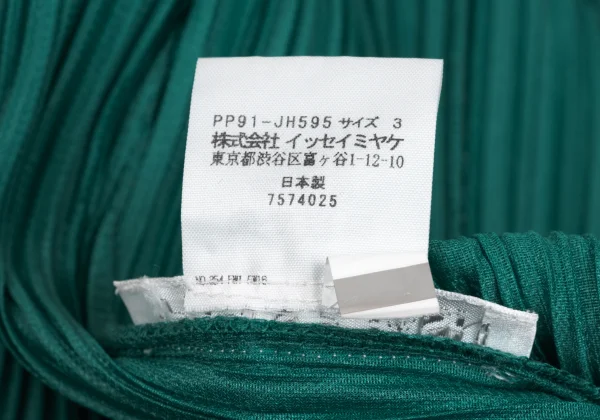 PP91-JH595 サイズ 3
株式会社 イッセイミヤケ
東京都渋谷区富ヶ谷1-12-10
日本製
7574025